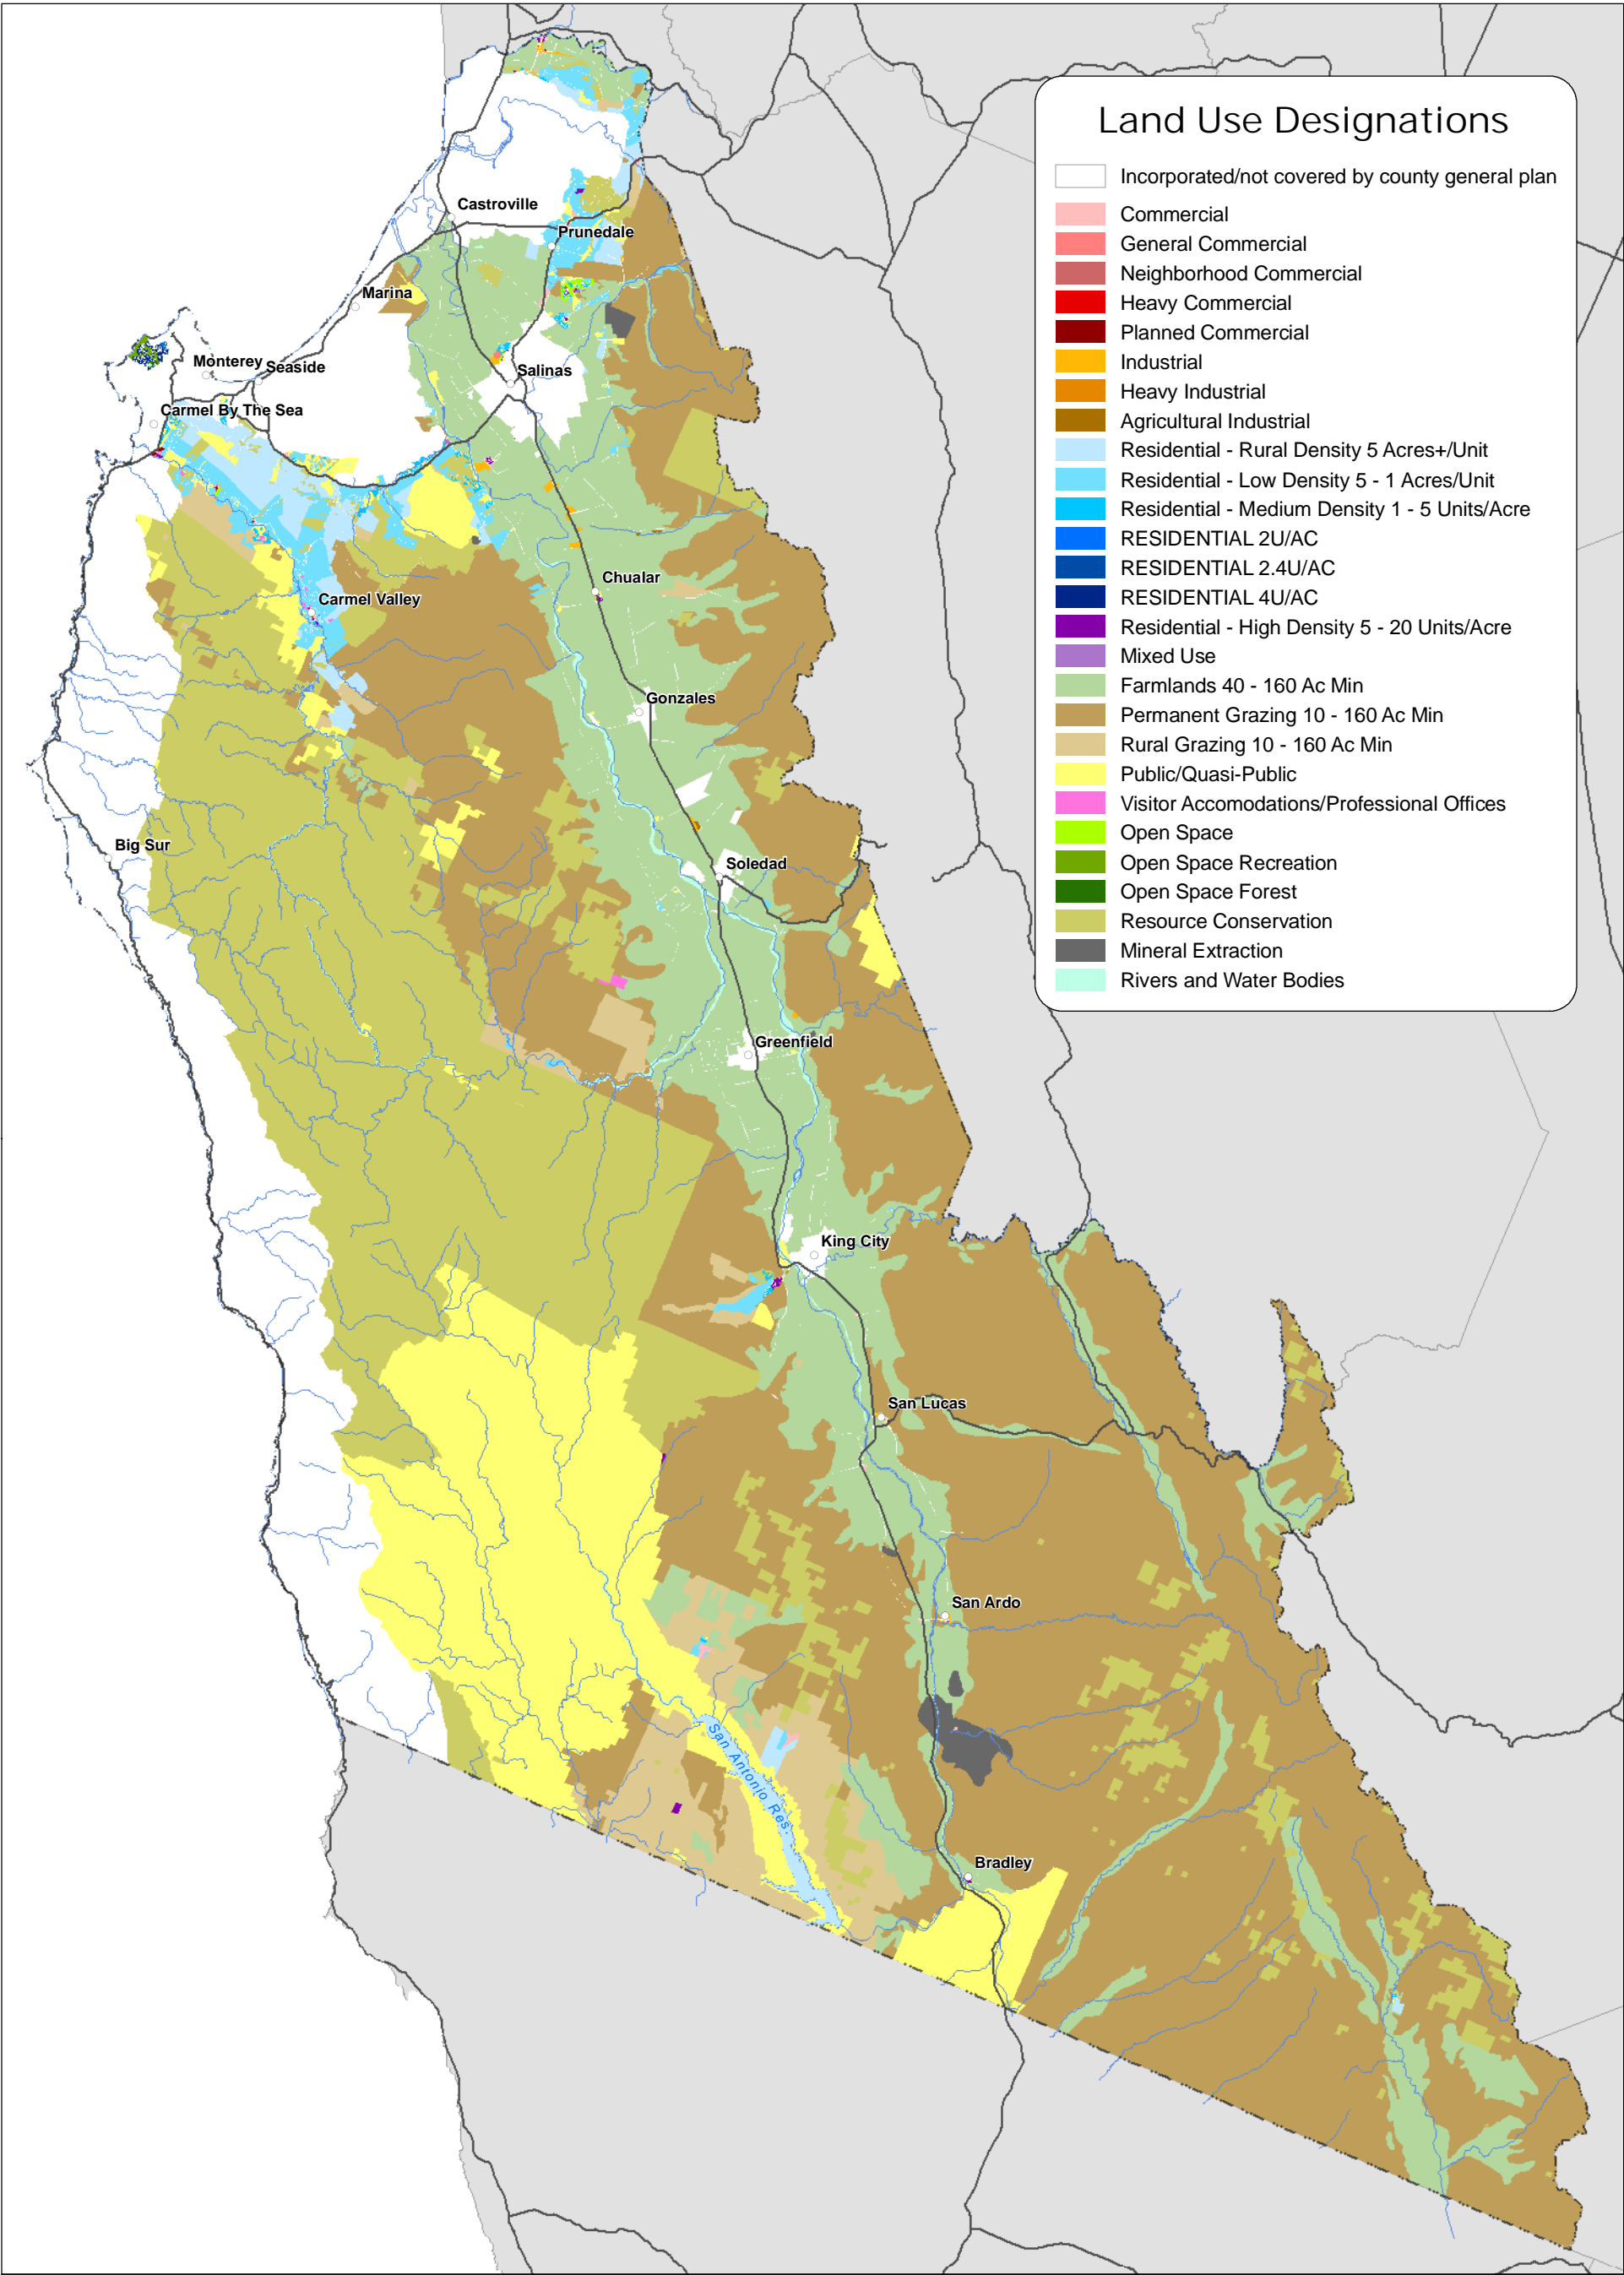 Land Use Designations
Incorporated/not covered by county general plan
Commercial
General Commercial
Neighborhood Commercial
Heavy Commercial
Planned Commercial
Industrial
Heavy Industrial
Agricultural Industrial
Residential - Rural Density 5 Acres+/Unit
Residential - Low Density 5 - 1 Acres/Unit
Residential - Medium Density 1 - 5 Units/Acre
RESIDENTIAL 2U/AC
RESIDENTIAL 2.4U/AC
RESIDENTIAL 4U/AC
Residential - High Density 5 - 20 Units/Acre
Mixed Use
Farmlands 40 - 160 Ac Min
Permanent Grazing 10 - 160 Ac Min
Rural Grazing 10 - 160 Ac Min
Public/Quasi-Public
Visitor Accomodations/Professional Offices
Open Space
Open Space Recreation
Open Space Forest
Resource Conservation
Mineral Extraction
Rivers and Water Bodies
Castroville
Prunedale
Marina
Monterey
Seaside
Salinas
Carmel By The Sea
Chualar
Carmel Valley
Gonzales
Big Sur
Soledad
Greenfield
King City
San Lucas
San Ardo
San Antonio Res.
Bradley